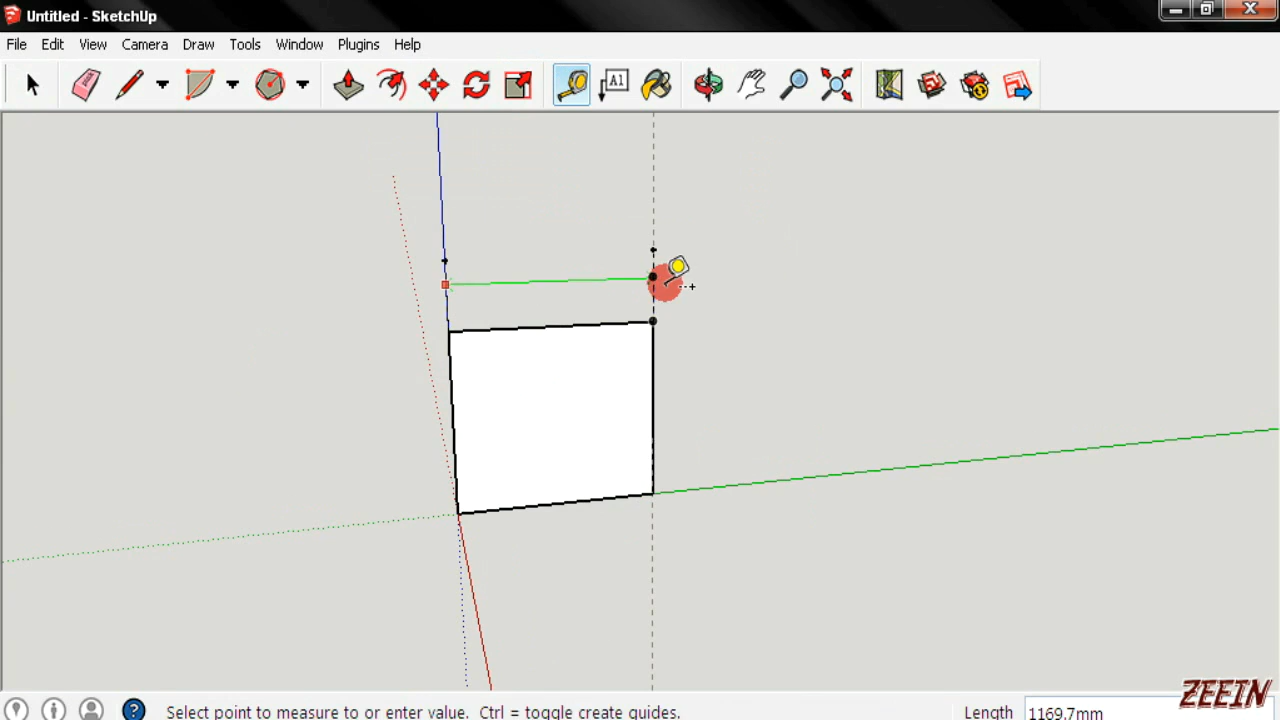 Untitled - SketchUp
File Edit View Camera Draw Tools Window Plugins Help
A1
Select point to measure to or enter value. Ctrl = toggle create guides. Length 1169.7mm
ZEEIN